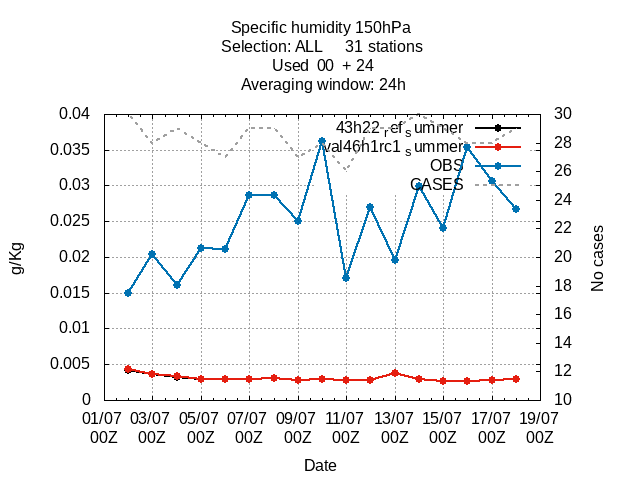 Specific humidity 150hPa
Selection: ALL     31 stations
Used  00  + 24
Averaging window: 24h
0.04
0.035
0.03
0.025
0.02
0.015
0.01
0.005
0
g/Kg
43h22_ref_summer
val46h1rc1_summer
OBS
CASES
30
28
26
24
22
20
18
16
14
12
10
No cases
01/07 03/07 05/07 07/07 09/07 11/07 13/07 15/07 17/07 19/07
00Z 00Z 00Z 00Z 00Z 00Z 00Z 00Z 00Z 00Z
Date